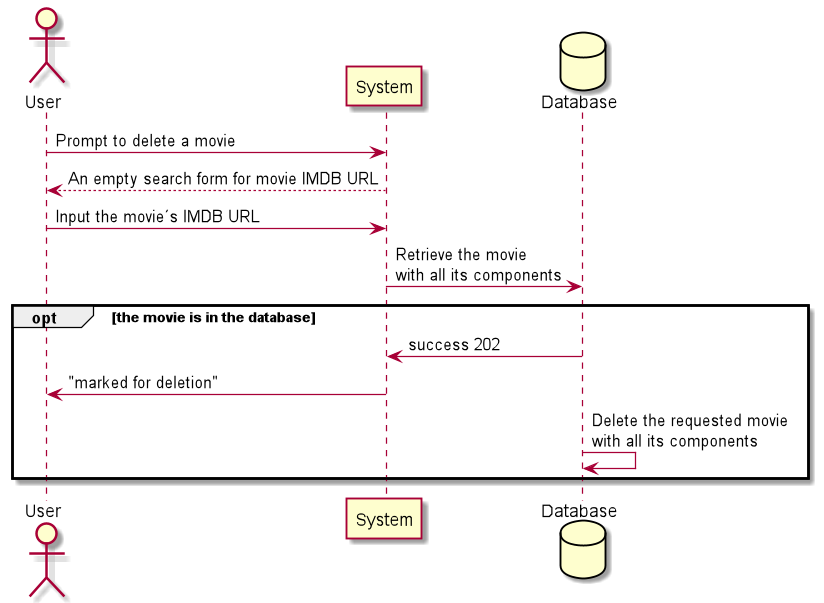 User
System
Database
Prompt to delete a movie
An empty search form for movie IMDB URL
Input the movie´s IMDB URL
Retrieve the movie
with all its components
opt [the movie is in the database]
success 202
"marked for deletion"
Delete the requested movie
with all its components
User
System
Database